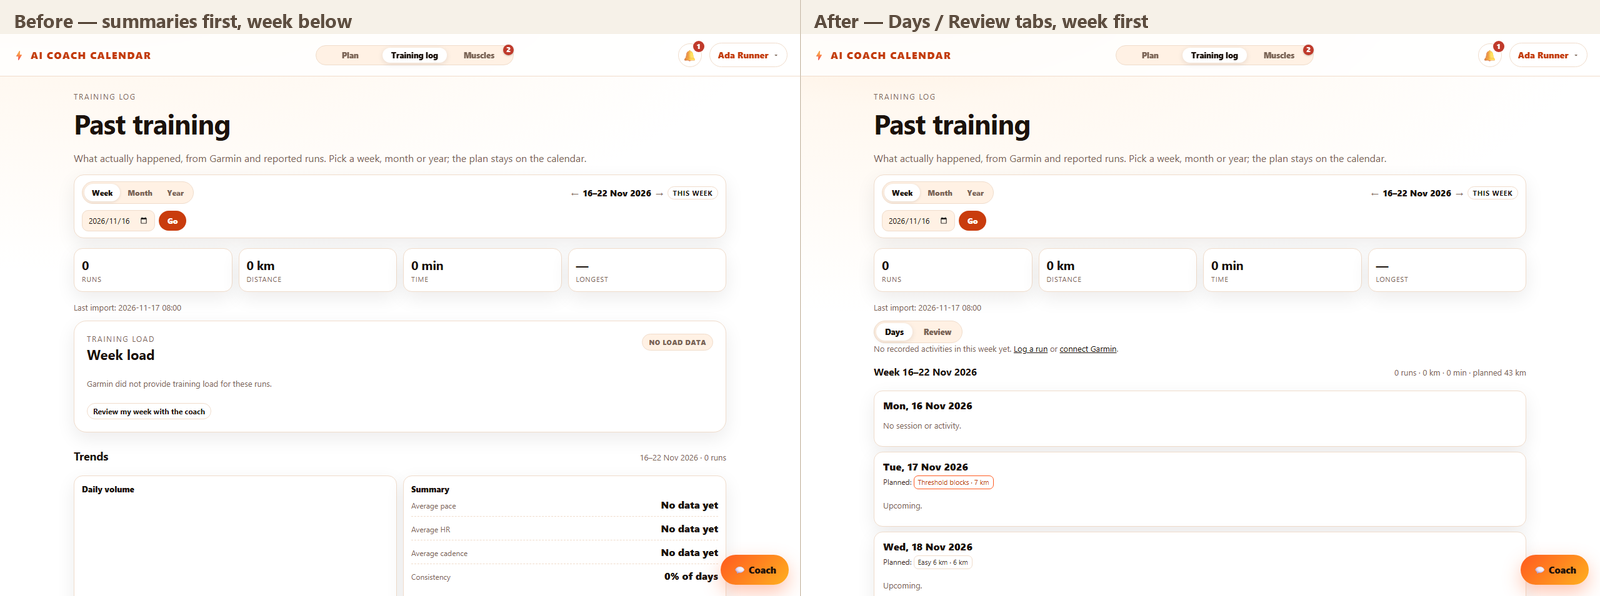 Before — summaries first, week below
AI COACH CALENDAR
Plan
Training log
Muscles
2
1
Ada Runner
TRAINING LOG
Past training
What actually happened, from Garmin and reported runs. Pick a week, month or year; the plan stays on the calendar.
Week Month Year
← 16–22 Nov 2026 → THIS WEEK
2026/11/16 Go
0
RUNS
0 km
DISTANCE
0 min
TIME
—
LONGEST
Last import: 2026-11-17 08:00
TRAINING LOAD
Week load
NO LOAD DATA
Garmin did not provide training load for these runs.
Review my week with the coach
Trends
16–22 Nov 2026 · 0 runs
Daily volume
Summary
Average pace No data yet
Average HR No data yet
Average cadence No data yet
Consistency 0% of days
Coach
After — Days / Review tabs, week first
AI COACH CALENDAR
Plan
Training log
Muscles
2
1
Ada Runner
TRAINING LOG
Past training
What actually happened, from Garmin and reported runs. Pick a week, month or year; the plan stays on the calendar.
Week Month Year
← 16–22 Nov 2026 → THIS WEEK
2026/11/16 Go
0
RUNS
0 km
DISTANCE
0 min
TIME
—
LONGEST
Last import: 2026-11-17 08:00
Days Review
No recorded activities in this week yet. Log a run or connect Garmin.
Week 16–22 Nov 2026
0 runs · 0 km · 0 min · planned 43 km
Mon, 16 Nov 2026
No session or activity.
Tue, 17 Nov 2026
Planned: Threshold blocks · 7 km
Upcoming.
Wed, 18 Nov 2026
Planned: Easy 6 km · 6 km
Upcoming.
Coach